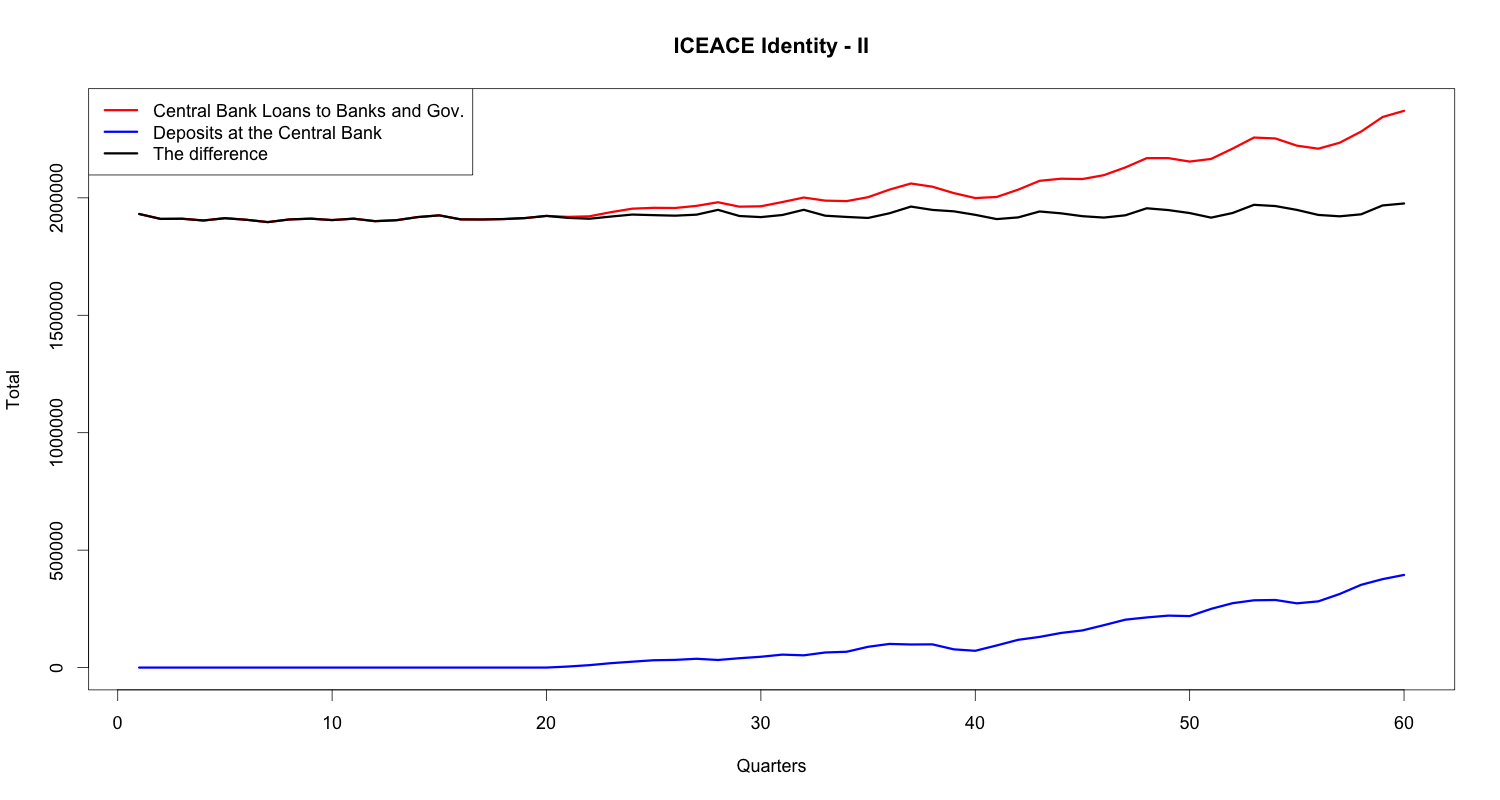 ICEACE Identity - II
Central Bank Loans to Banks and Gov.
Deposits at the Central Bank
The difference
Total
2000000
1500000
1000000
500000
0
0 10 20 30 40 50 60
Quarters